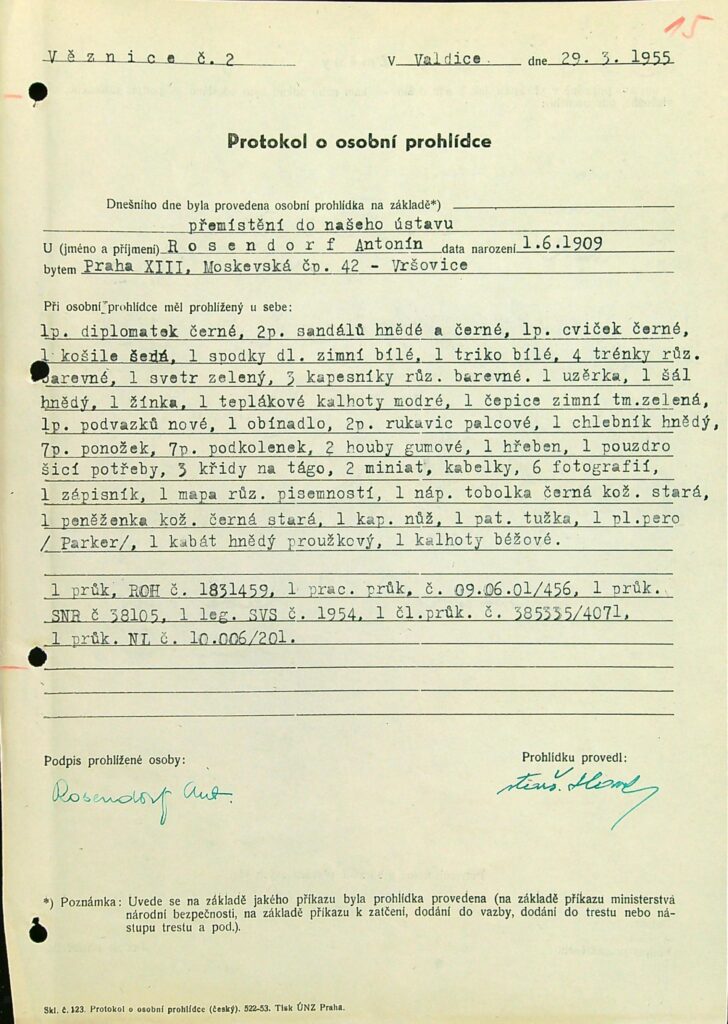 15
Věznice č. 2 V Valdice dne 29. 3. 1955
Protokol o osobní prohlídce
Dnešního dne byla provedena osobní prohlídka na základě*)
přemístění do našeho ústavu
U (jméno a příjmení) Rosendorf Antonín data narození 1.6.1909
bytem Praha XIII, Moskevská čp. 42 - Vršovice
Při osobní prohlídce měl prohlížený u sebe:
1p. diplomatek černé, 2p. sandálů hnědé a černé, 1p. cviček černé,
1 košile šedá, 1 spodky dl. zimní bílé, 1 triko bílé, 4 trénky růz.
barevné, 1 svetr zelený, 3 kapesníky růz. barevné. 1 uzěrka, 1 šál
hnědý, 1 žínka, 1 teplákové kalhoty modré, 1 čepice zimní tm.zelená,
1p. podvazků nové, 1 obínadlo, 2p. rukavic palcové, 1 chlebník hnědý,
7p. ponožek, 7p. podkolenek, 2 houby gumové, 1 hřeben, 1 pouzdro
šicí potřeby, 3 křídy na tágo, 2 miniat, kabelky, 6 fotografií,
1 zápisník, 1 mapa růz. pisemností, 1 náp. tobolka černá kož. stará,
1 peněženka kož. černá stará, 1 kap. nůž, 1 pat. tužka, 1 pl.pero
/ Parker/, 1 kabát hnědý proužkový, 1 kalhoty béžové.
1 průk, ROH č. 1831459, 1 prac. průk, č. 09.06.01/456, 1 průk.
SNR č 38105, 1 leg. SVS č. 1954, 1 čl.průk. č. 385335/4071,
1 průk. NL č. 10.006/201.
Podpis prohlížené osoby: Prohlídku provedl:
Rosendorf Ant.
*) Poznámka: Uvede se na základě jakého příkazu byla prohlídka provedena (na základě příkazu ministerstva
národní bezpečnosti, na základě příkazu k zatčení, dodání do vazby, dodání do trestu nebo ná-
stupu trestu a pod.).
Skl. č. 123. Protokol o osobní prohlídce (český). 522-53. Tisk ÚNZ Praha.